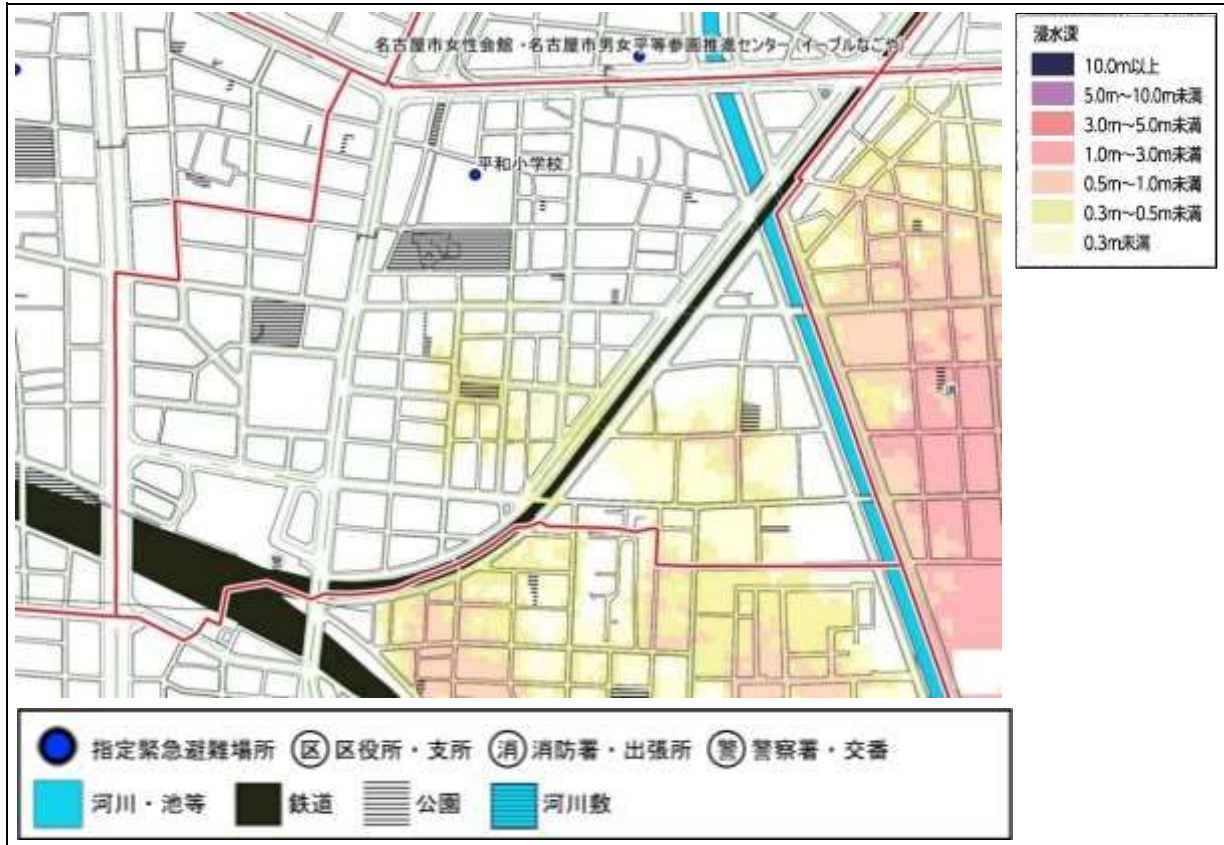 名古屋市女性会館・名古屋市男女平等参画推進センター(イーブルなごや)
平和小学校
消
浸水深
10.0m以上
5.0m～10.0m未満
3.0m～5.0m未満
1.0m～3.0m未満
0.5m～1.0m未満
0.3m～0.5m未満
0.3m未満
指定緊急避難場所 区 区役所・支所 消 消防署・出張所 警 警察署・交番
河川・池等 鉄道 公園 河川敷